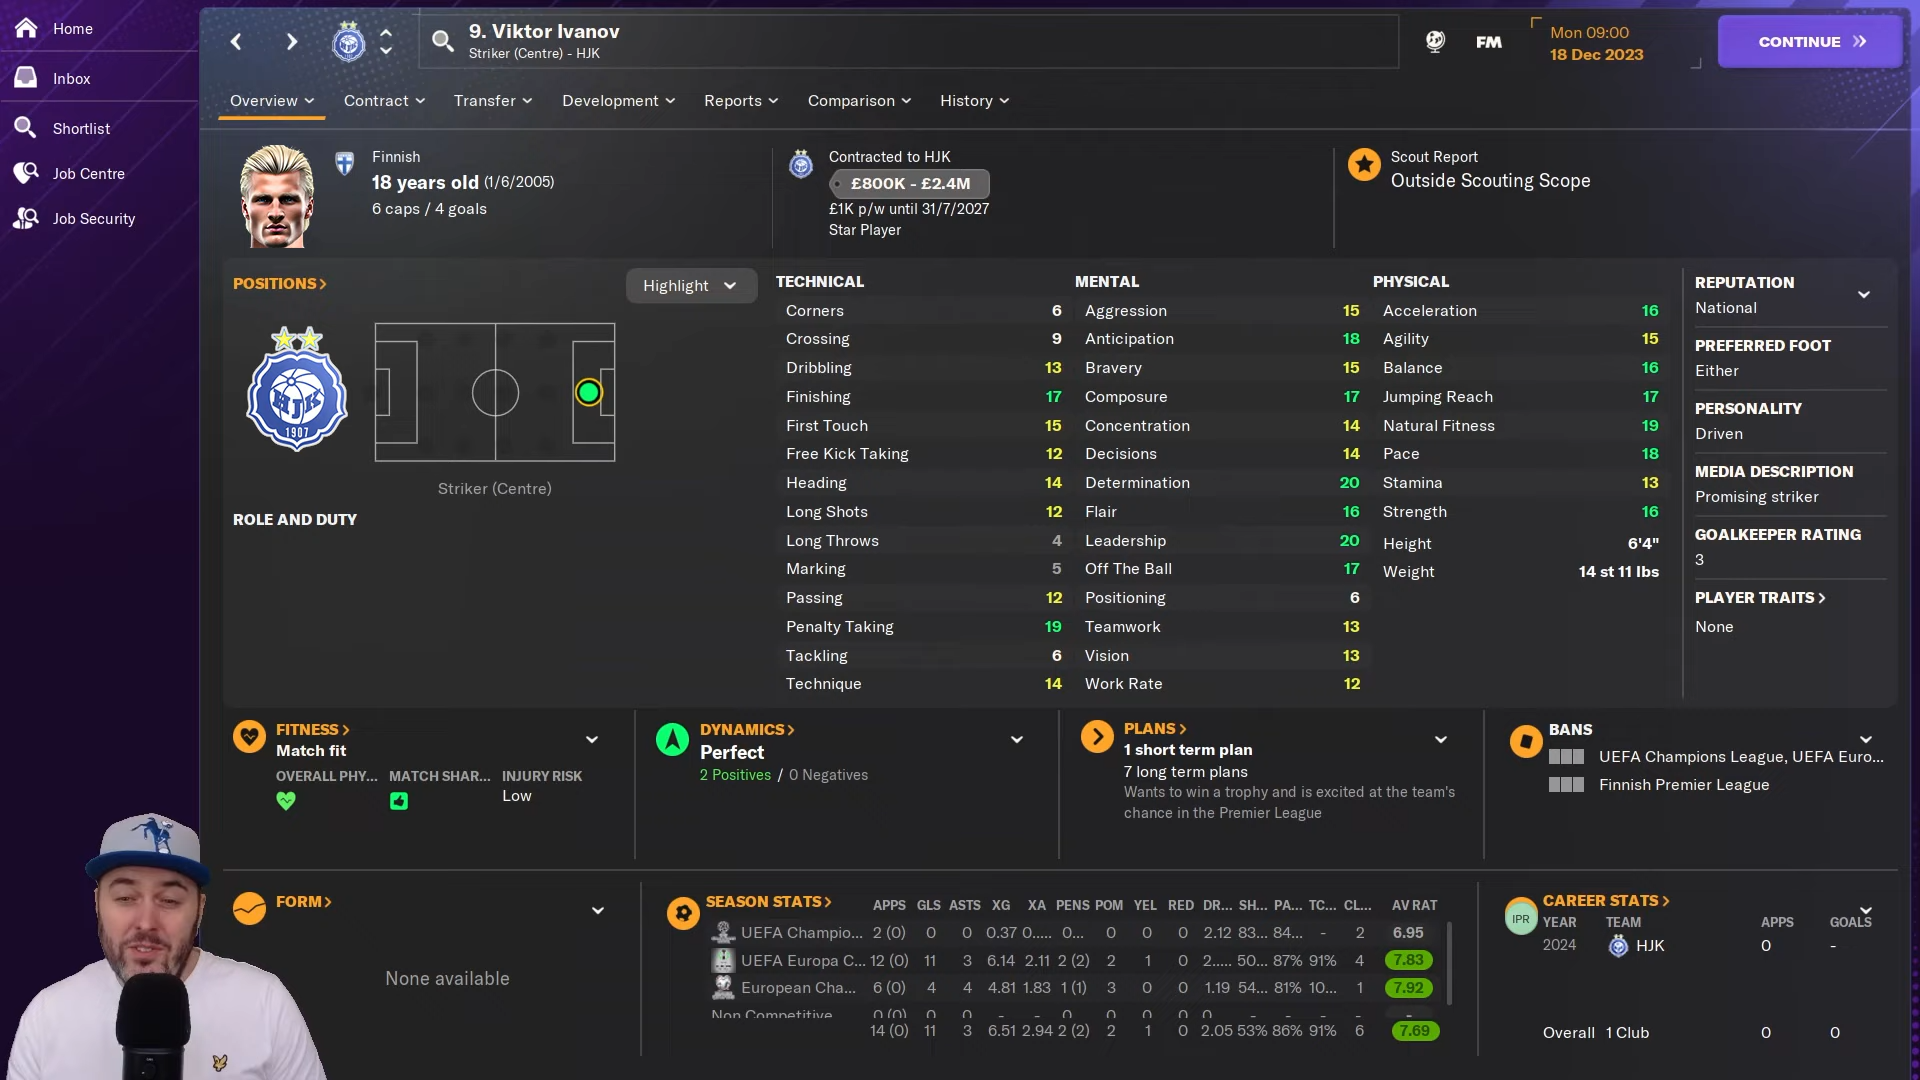 Home
Inbox
Shortlist
Job Centre
Job Security
9. Viktor Ivanov
Striker (Centre) - HJK
FM
Mon 09:00
18 Dec 2023
CONTINUE
Overview
Contract
Transfer
Development
Reports
Comparison
History
Finnish
18 years old (1/6/2005)
6 caps / 4 goals
Contracted to HJK
£800K - £2.4M
£1K p/w until 31/7/2027
Star Player
Scout Report
Outside Scouting Scope
POSITIONS
Highlight
HJK
1907
Striker (Centre)
ROLE AND DUTY
TECHNICAL
Corners 6
Crossing 9
Dribbling 13
Finishing 17
First Touch 15
Free Kick Taking 12
Heading 14
Long Shots 12
Long Throws 4
Marking 5
Passing 12
Penalty Taking 19
Tackling 6
Technique 14
MENTAL
Aggression 15
Anticipation 18
Bravery 15
Composure 17
Concentration 14
Decisions 14
Determination 20
Flair 16
Leadership 20
Off The Ball 17
Positioning 6
Teamwork 13
Vision 13
Work Rate 12
PHYSICAL
Acceleration 16
Agility 15
Balance 16
Jumping Reach 17
Natural Fitness 19
Pace 18
Stamina 13
Strength 16
Height 6'4"
Weight 14 st 11 lbs
REPUTATION
National
PREFERRED FOOT
Either
PERSONALITY
Driven
MEDIA DESCRIPTION
Promising striker
GOALKEEPER RATING
3
PLAYER TRAITS
None
FITNESS
Match fit
OVERALL PHY... MATCH SHAR... INJURY RISK
Low
DYNAMICS
Perfect
2 Positives / 0 Negatives
PLANS
1 short term plan
7 long term plans
Wants to win a trophy and is excited at the team's
chance in the Premier League
BANS
UEFA Champions League, UEFA Euro...
Finnish Premier League
FORM
None available
SEASON STATS APPS GLS ASTS XG XA PENS POM YEL RED DR... SH... PA... TC... CL... AV RAT
UEFA Champio... 2 (0) 0 0 0.37 0..... 0... 0 0 0 2.12 83... 84... - 2 6.95
UEFA Europa C... 12 (0) 11 3 6.14 2.11 2 (2) 2 1 0 2..... 50... 87% 91% 4 7.83
European Cha... 6 (0) 4 4 4.81 1.83 1 (1) 3 0 0 1.19 54... 81% 10... 1 7.92
Non Competitive 0 (0) 0 0 - - 0 0 0 0 0 - - - - -
14 (0) 11 3 6.51 2.94 2 (2) 2 1 0 2.05 53% 86% 91% 6 7.69
IPR
CAREER STATS
YEAR TEAM APPS GOALS
2024 HJK 0 -
Overall 1 Club 0 0